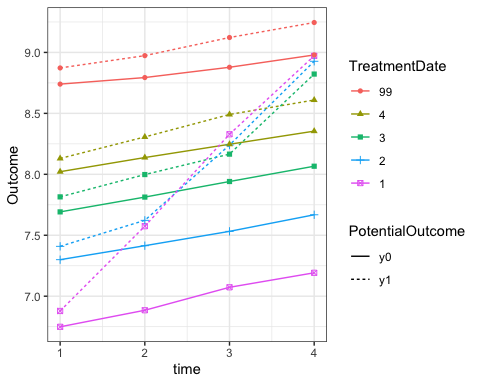 9.0
8.5
8.0
7.5
7.0
Outcome
1 2 3 4
time
TreatmentDate
99
4
3
2
1
PotentialOutcome
y0
y1